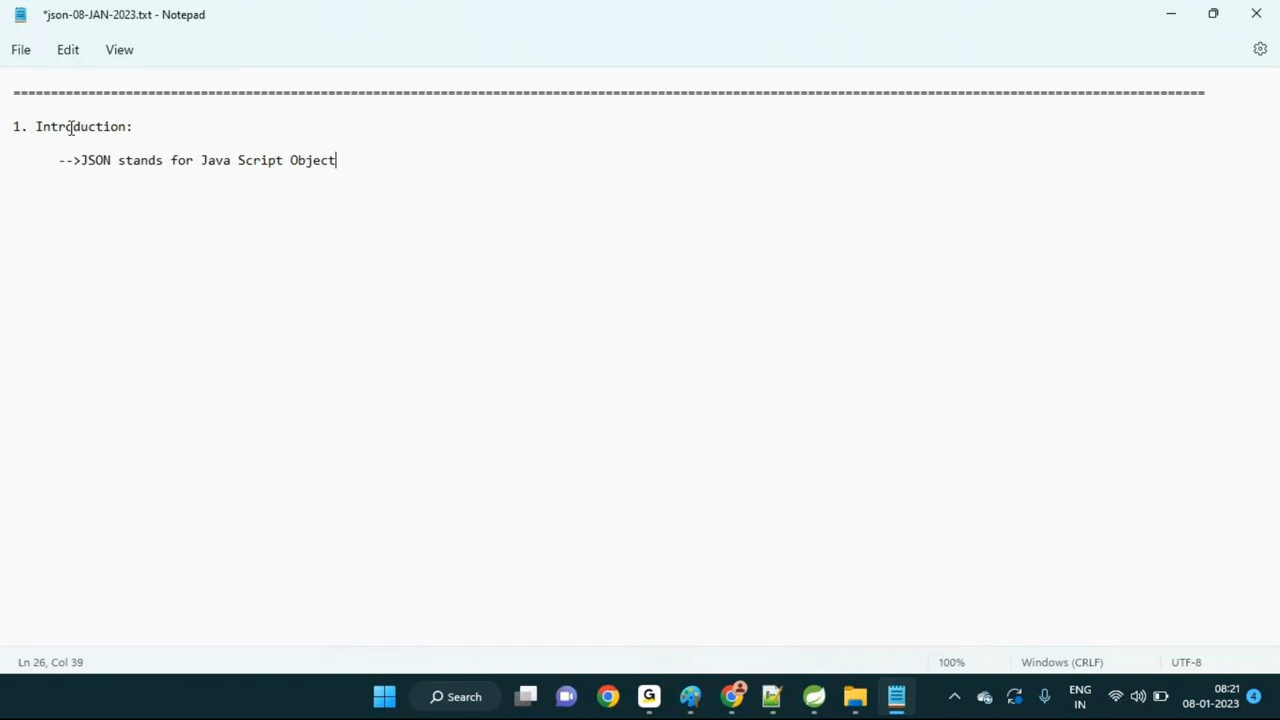 *json-08-JAN-2023.txt - Notepad
File Edit View
===============================================================================================================================================================
1. Introduction:
-->JSON stands for Java Script Object
Ln 26, Col 39
100%
Windows (CRLF)
UTF-8
Search
ENG
IN
08:21
08-01-2023
4